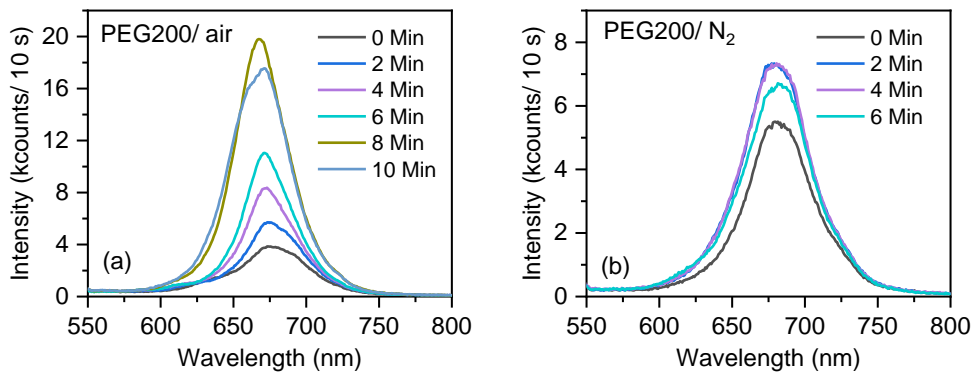 PEG200/ air
0 Min
2 Min
4 Min
6 Min
8 Min
10 Min
(a)
Intensity (kcounts/ 10 s)
20
16
12
8
4
0
550 600 650 700 750 800
Wavelength (nm)
PEG200/ N₂
0 Min
2 Min
4 Min
6 Min
(b)
Intensity (kcounts/ 10 s)
8
6
4
2
0
550 600 650 700 750 800
Wavelength (nm)